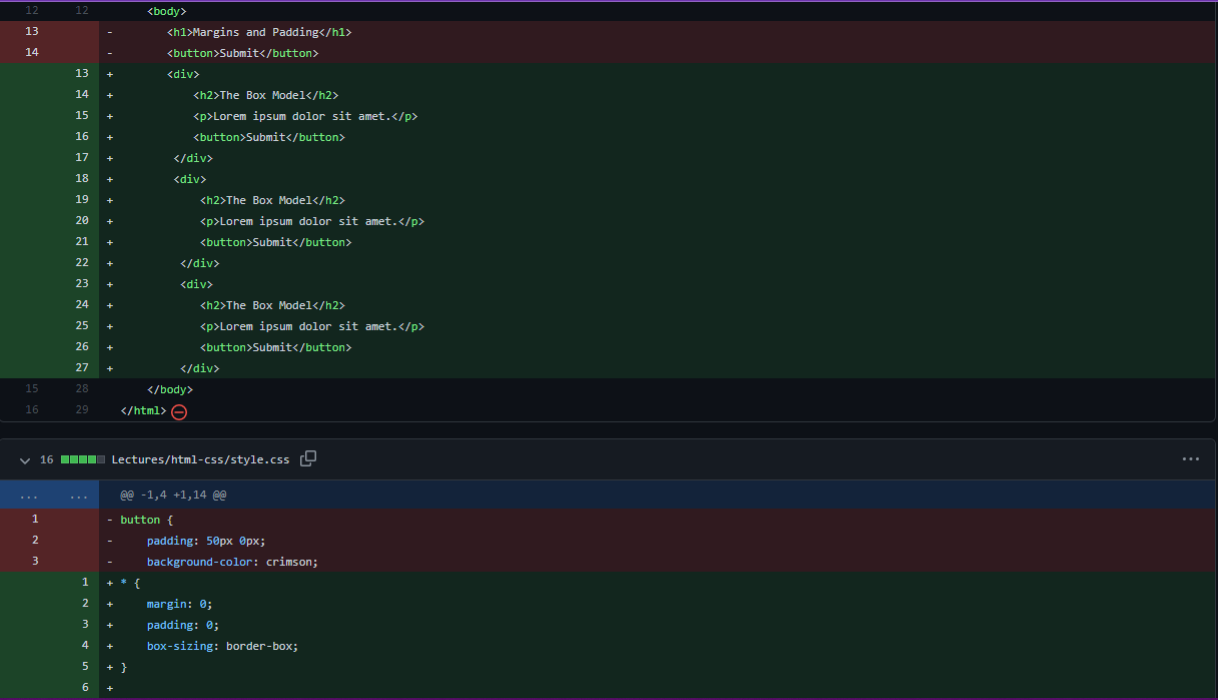 12 12 <body>
13 - <h1>Margins and Padding</h1>
14 - <button>Submit</button>
13 + <div>
14 + <h2>The Box Model</h2>
15 + <p>Lorem ipsum dolor sit amet.</p>
16 + <button>Submit</button>
17 + </div>
18 + <div>
19 + <h2>The Box Model</h2>
20 + <p>Lorem ipsum dolor sit amet.</p>
21 + <button>Submit</button>
22 + </div>
23 + <div>
24 + <h2>The Box Model</h2>
25 + <p>Lorem ipsum dolor sit amet.</p>
26 + <button>Submit</button>
27 + </div>
15 28 </body>
16 29 </html>
16 Lectures/html-css/style.css
... ... @@ -1,4 +1,14 @@
1 - button {
2 - padding: 50px 0px;
3 - background-color: crimson;
1 + * {
2 + margin: 0;
3 + padding: 0;
4 + box-sizing: border-box;
5 + }
6 +